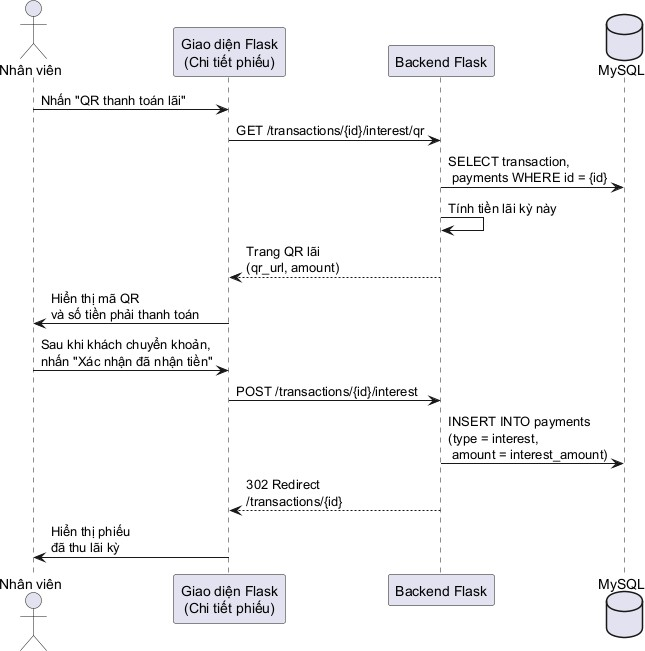 Nhân viên
Giao diện Flask
(Chi tiết phiếu)
Backend Flask
MySQL
Nhấn "QR thanh toán lãi"
GET /transactions/{id}/interest/qr
SELECT transaction,
payments WHERE id = {id}
Tính tiền lãi kỳ này
Trang QR lãi
(qr_url, amount)
Hiển thị mã QR
và số tiền phải thanh toán
Sau khi khách chuyển khoản,
nhấn "Xác nhận đã nhận tiền"
POST /transactions/{id}/interest
INSERT INTO payments
(type = interest,
amount = interest_amount)
302 Redirect
/transactions/{id}
Hiển thị phiếu
đã thu lãi kỳ
Nhân viên
Giao diện Flask
(Chi tiết phiếu)
Backend Flask
MySQL